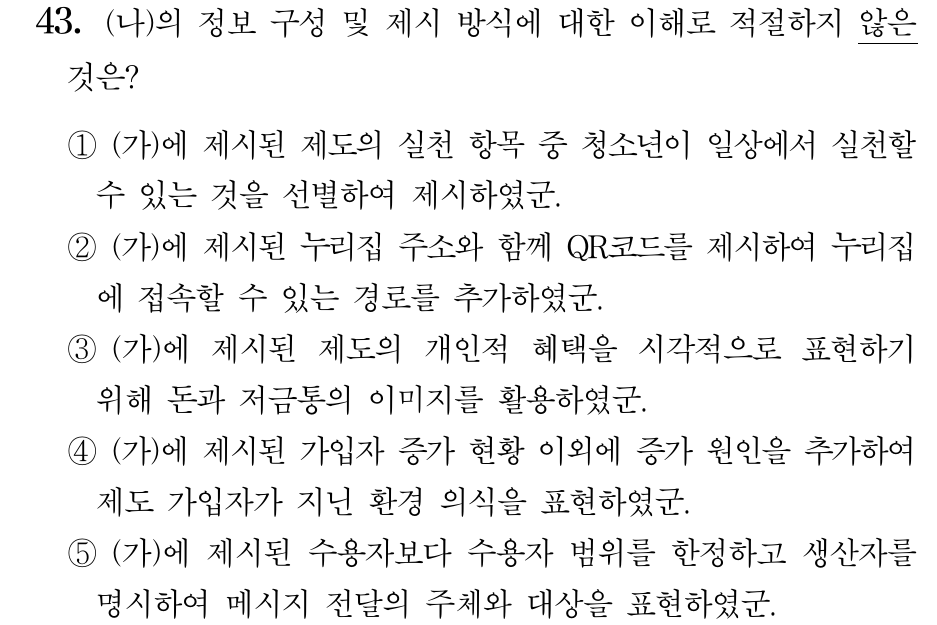 43. (나)의 정보 구성 및 제시 방식에 대한 이해로 적절하지 않은
것은?
① (가)에 제시된 제도의 실천 항목 중 청소년이 일상에서 실천할
수 있는 것을 선별하여 제시하였군.
② (가)에 제시된 누리집 주소와 함께 QR코드를 제시하여 누리집
에 접속할 수 있는 경로를 추가하였군.
③ (가)에 제시된 제도의 개인적 혜택을 시각적으로 표현하기
위해 돈과 저금통의 이미지를 활용하였군.
④ (가)에 제시된 가입자 증가 현황 이외에 증가 원인을 추가하여
제도 가입자가 지닌 환경 의식을 표현하였군.
⑤ (가)에 제시된 수용자보다 수용자 범위를 한정하고 생산자를
명시하여 메시지 전달의 주체와 대상을 표현하였군.